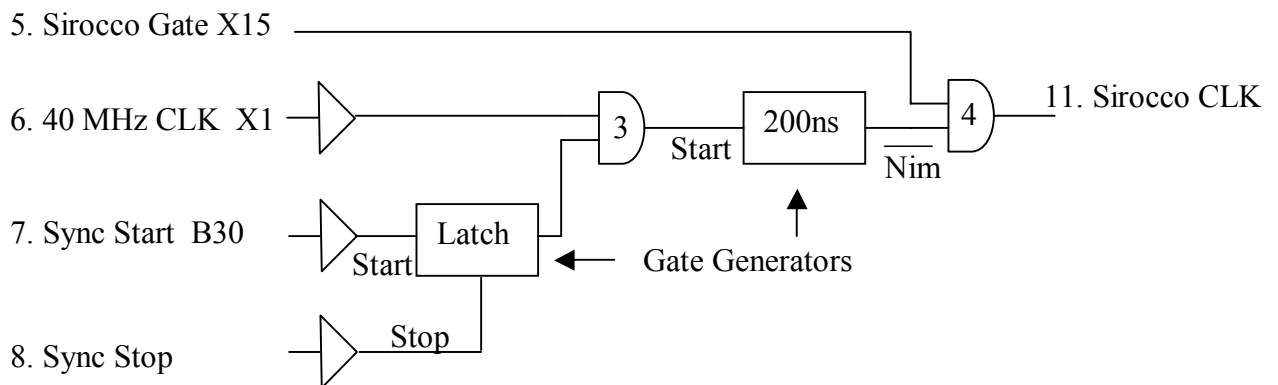 5. Sirocco Gate X15
6. 40 MHz CLK  X1
3
Start
200ns
Nim
4
11. Sirocco CLK
7. Sync Start  B30
Start
Latch
Gate Generators
8. Sync Stop
Stop